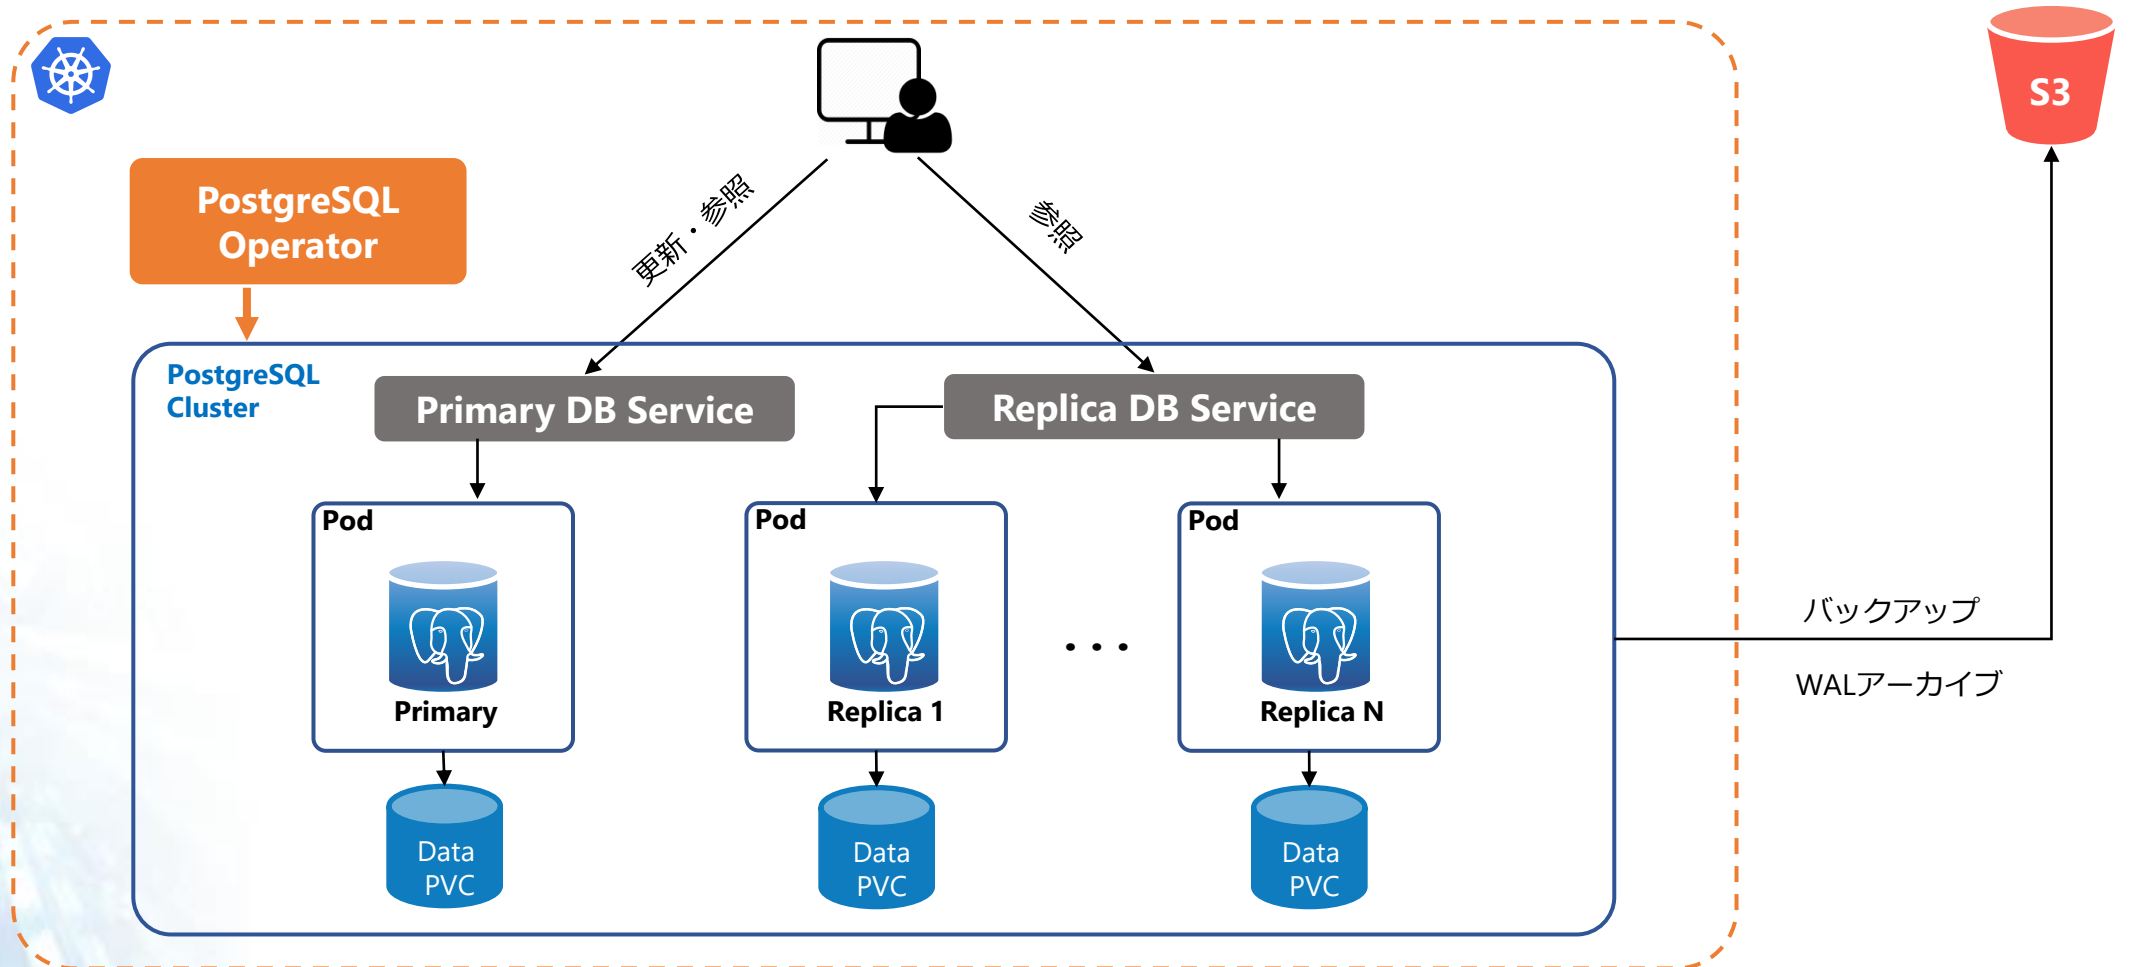 S3
PostgreSQL
Operator
更新・参照
参照
PostgreSQL
Cluster
Primary DB Service
Replica DB Service
Pod
Pod
Pod
Primary
Replica 1
...
Replica N
バックアップ
WALアーカイブ
Data
PVC
Data
PVC
Data
PVC